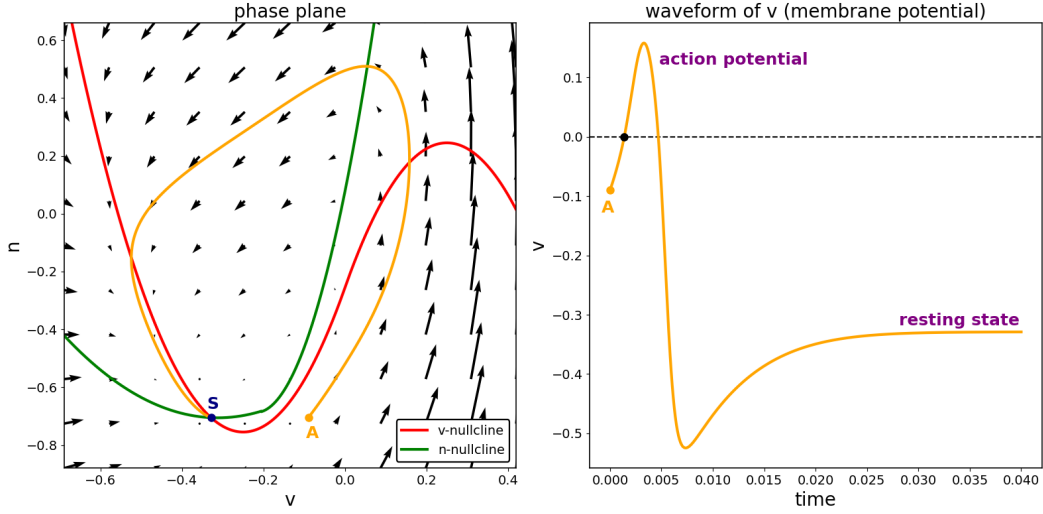 phase plane
n
0.6
0.4
0.2
0.0
−0.2
−0.4
−0.6
−0.8
S
A
v-nullcline
n-nullcline
−0.6
−0.4
−0.2
0.0
0.2
0.4
v
waveform of v (membrane potential)
v
0.1
0.0
−0.1
−0.2
−0.3
−0.4
−0.5
action potential
A
resting state
0.000
0.005
0.010
0.015
0.020
0.025
0.030
0.035
0.040
time